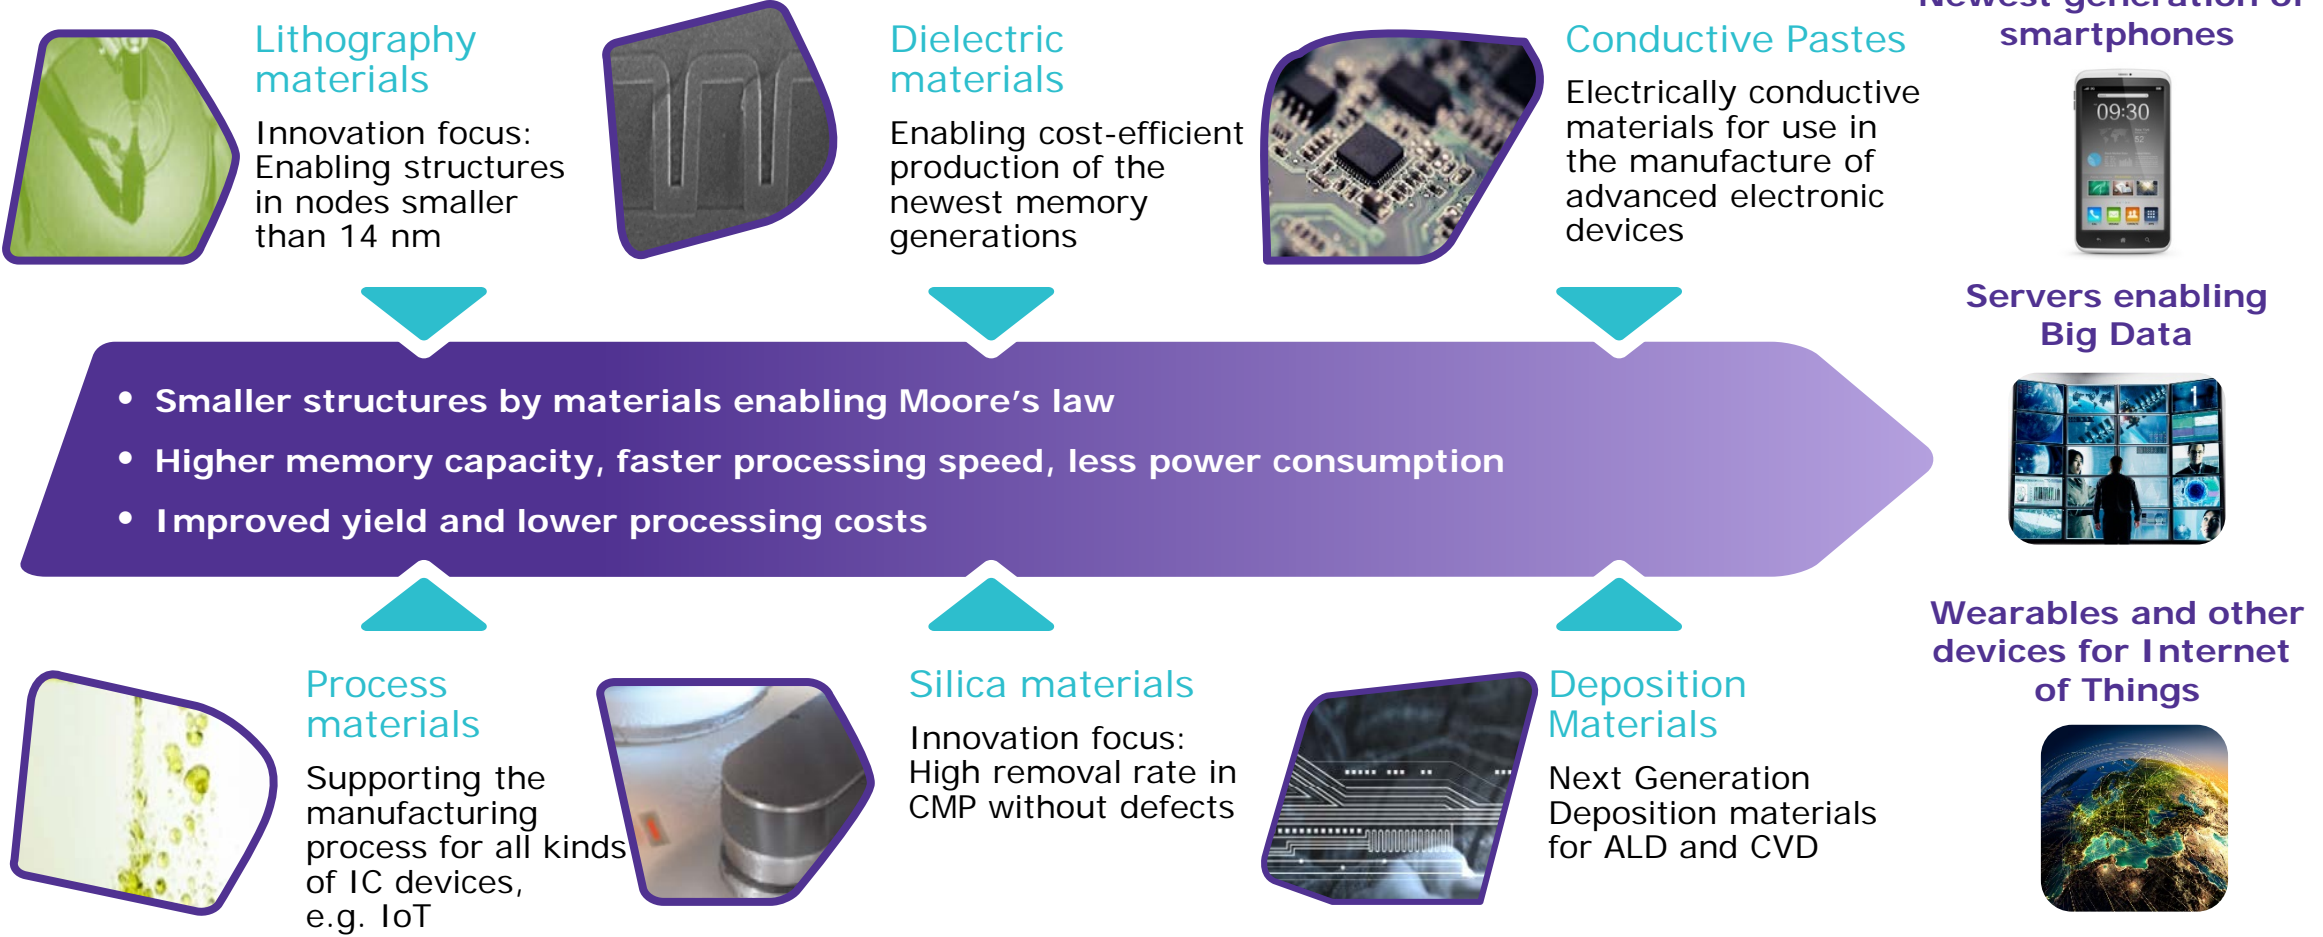 Lithography
materials
Innovation focus:
Enabling structures
in nodes smaller
than 14 nm
Dielectric
materials
Enabling cost-efficient
production of the
newest memory
generations
Conductive Pastes
Electrically conductive
materials for use in
the manufacture of
advanced electronic
devices
Newest generation of
smartphones
09:30
Servers enabling
Big Data
• Smaller structures by materials enabling Moore’s law
• Higher memory capacity, faster processing speed, less power consumption
• Improved yield and lower processing costs
Wearables and other
devices for Internet
of Things
Process
materials
Supporting the
manufacturing
process for all kinds
of IC devices,
e.g. IoT
Silica materials
Innovation focus:
High removal rate in
CMP without defects
Deposition
Materials
Next Generation
Deposition materials
for ALD and CVD